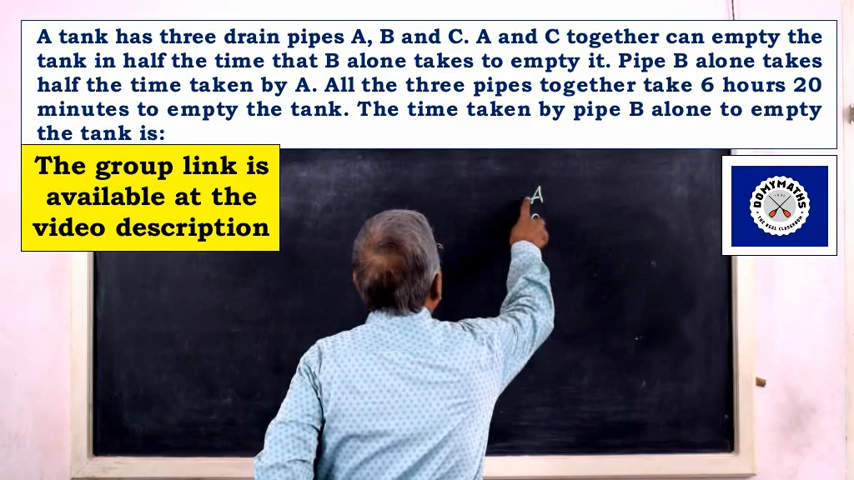 A tank has three drain pipes A, B and C. A and C together can empty the
tank in half the time that B alone takes to empty it. Pipe B alone takes
half the time taken by A. All the three pipes together take 6 hours 20
minutes to empty the tank. The time taken by pipe B alone to empty
the tank is:
The group link is
available at the
video description
A
DOMYMATHS
THE REAL CLASSROOM